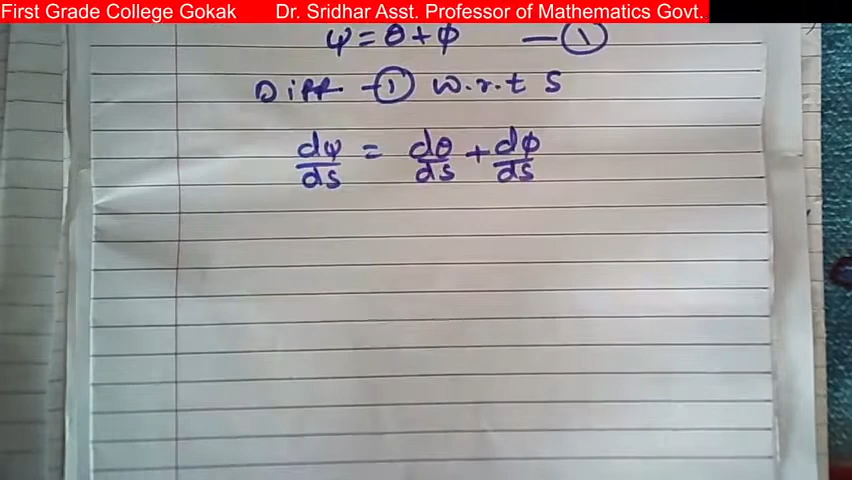 First Grade College Gokak Dr. Sridhar Asst. Professor of Mathematics Govt.
ψ = θ + φ — ①
Diff – ① w.r.t s
dψ/ds = dθ/ds + dφ/ds